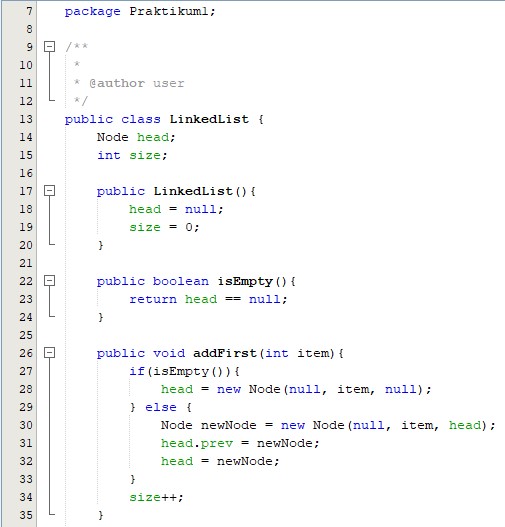 7 package Praktikum1;
8
9 /**
10 *
11 * @author user
12 */
13 public class LinkedList {
14 Node head;
15 int size;
16
17 public LinkedList(){
18 head = null;
19 size = 0;
20 }
21
22 public boolean isEmpty(){
23 return head == null;
24 }
25
26 public void addFirst(int item){
27 if(isEmpty()){
28 head = new Node(null, item, null);
29 } else {
30 Node newNode = new Node(null, item, head);
31 head.prev = newNode;
32 head = newNode;
33 }
34 size++;
35 }